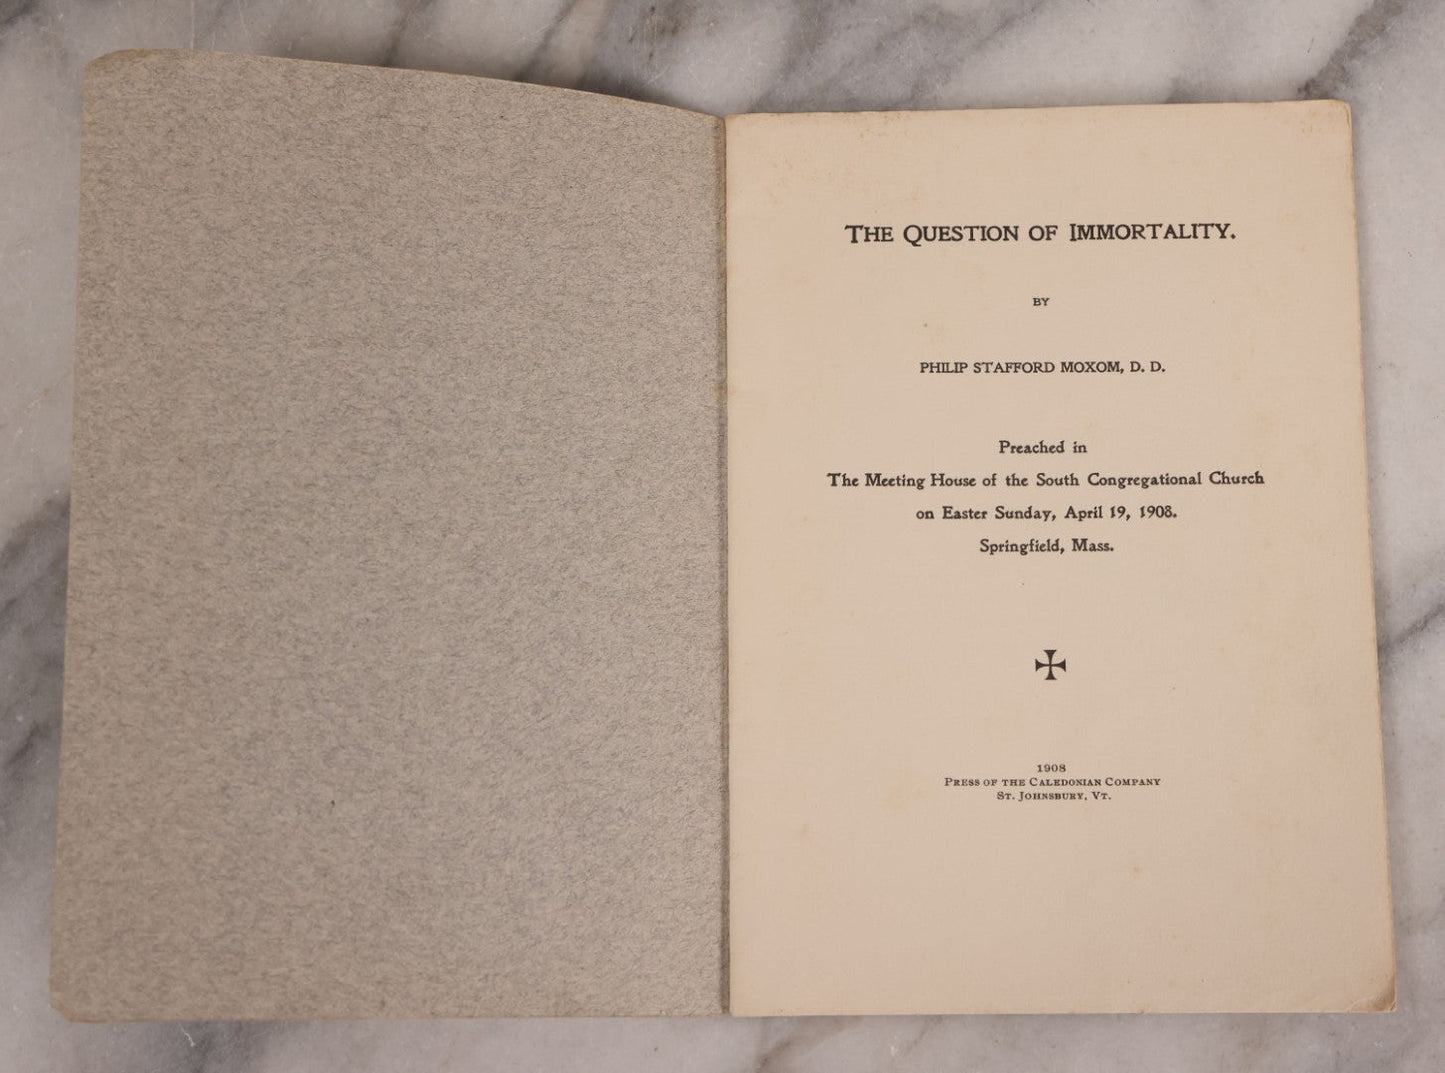 THE QUESTION OF IMMORTALITY.
BY
PHILIP STAFFORD MOXOM, D. D.
Preached in
The Meeting House of the South Congregational Church
on Easter Sunday, April 19, 1908.
Springfield, Mass.
1908
PRESS OF THE CALEDONIAN COMPANY
ST. JOHNSBURY, VT.